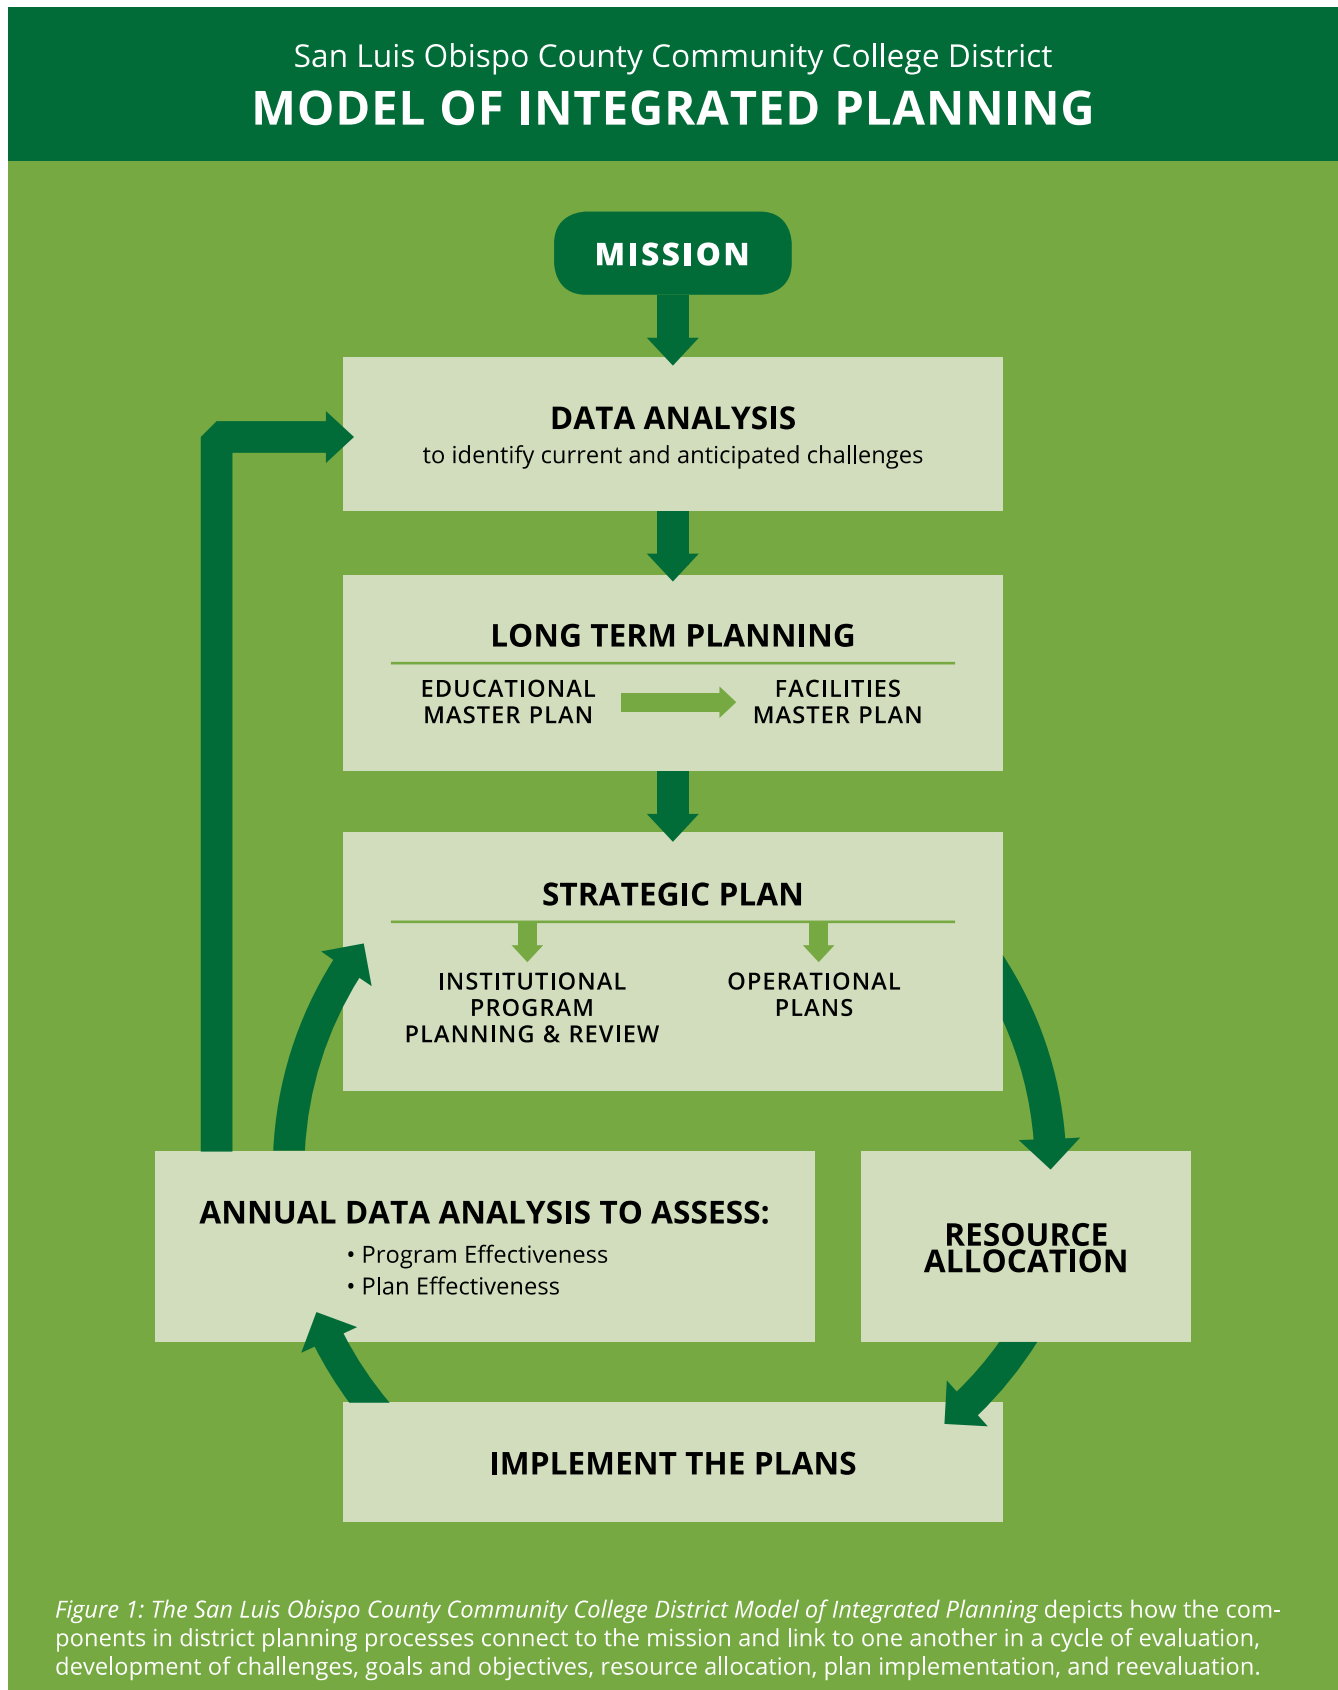 San Luis Obispo County Community College District
MODEL OF INTEGRATED PLANNING
MISSION
DATA ANALYSIS
to identify current and anticipated challenges
LONG TERM PLANNING
EDUCATIONAL
MASTER PLAN
FACILITIES
MASTER PLAN
STRATEGIC PLAN
INSTITUTIONAL
PROGRAM
PLANNING & REVIEW
OPERATIONAL
PLANS
ANNUAL DATA ANALYSIS TO ASSESS:
• Program Effectiveness
• Plan Effectiveness
RESOURCE
ALLOCATION
IMPLEMENT THE PLANS
Figure 1: The San Luis Obispo County Community College District Model of Integrated Planning depicts how the com-
ponents in district planning processes connect to the mission and link to one another in a cycle of evaluation,
development of challenges, goals and objectives, resource allocation, plan implementation, and reevaluation.